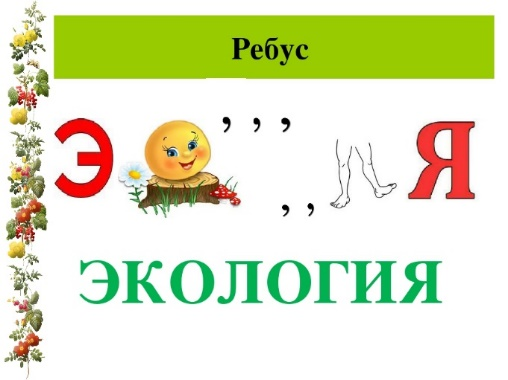 Ребус
Э , , , , , Я
ЭКОЛОГИЯ